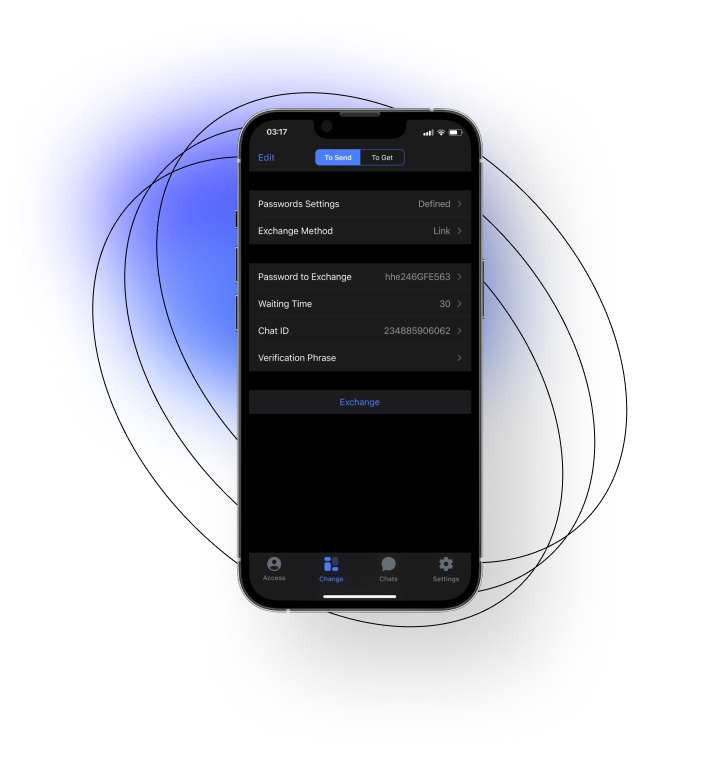 03:17
Edit To Send To Get
Passwords Settings Defined
Exchange Method Link
Password to Exchange hhe246GFE563
Waiting Time 30
Chat ID 234885906062
Verification Phrase
Exchange
Access Change Chats Settings